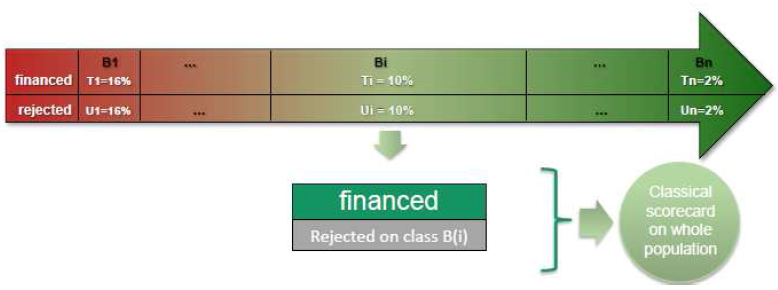 B1 ... Bi ... Bn
financed T1=16% Ti = 10% Tn=2%
rejected U1=16% ... Ui = 10% ... Un=2%
financed
Rejected on class B(i)
Classical
scorecard
on whole
population